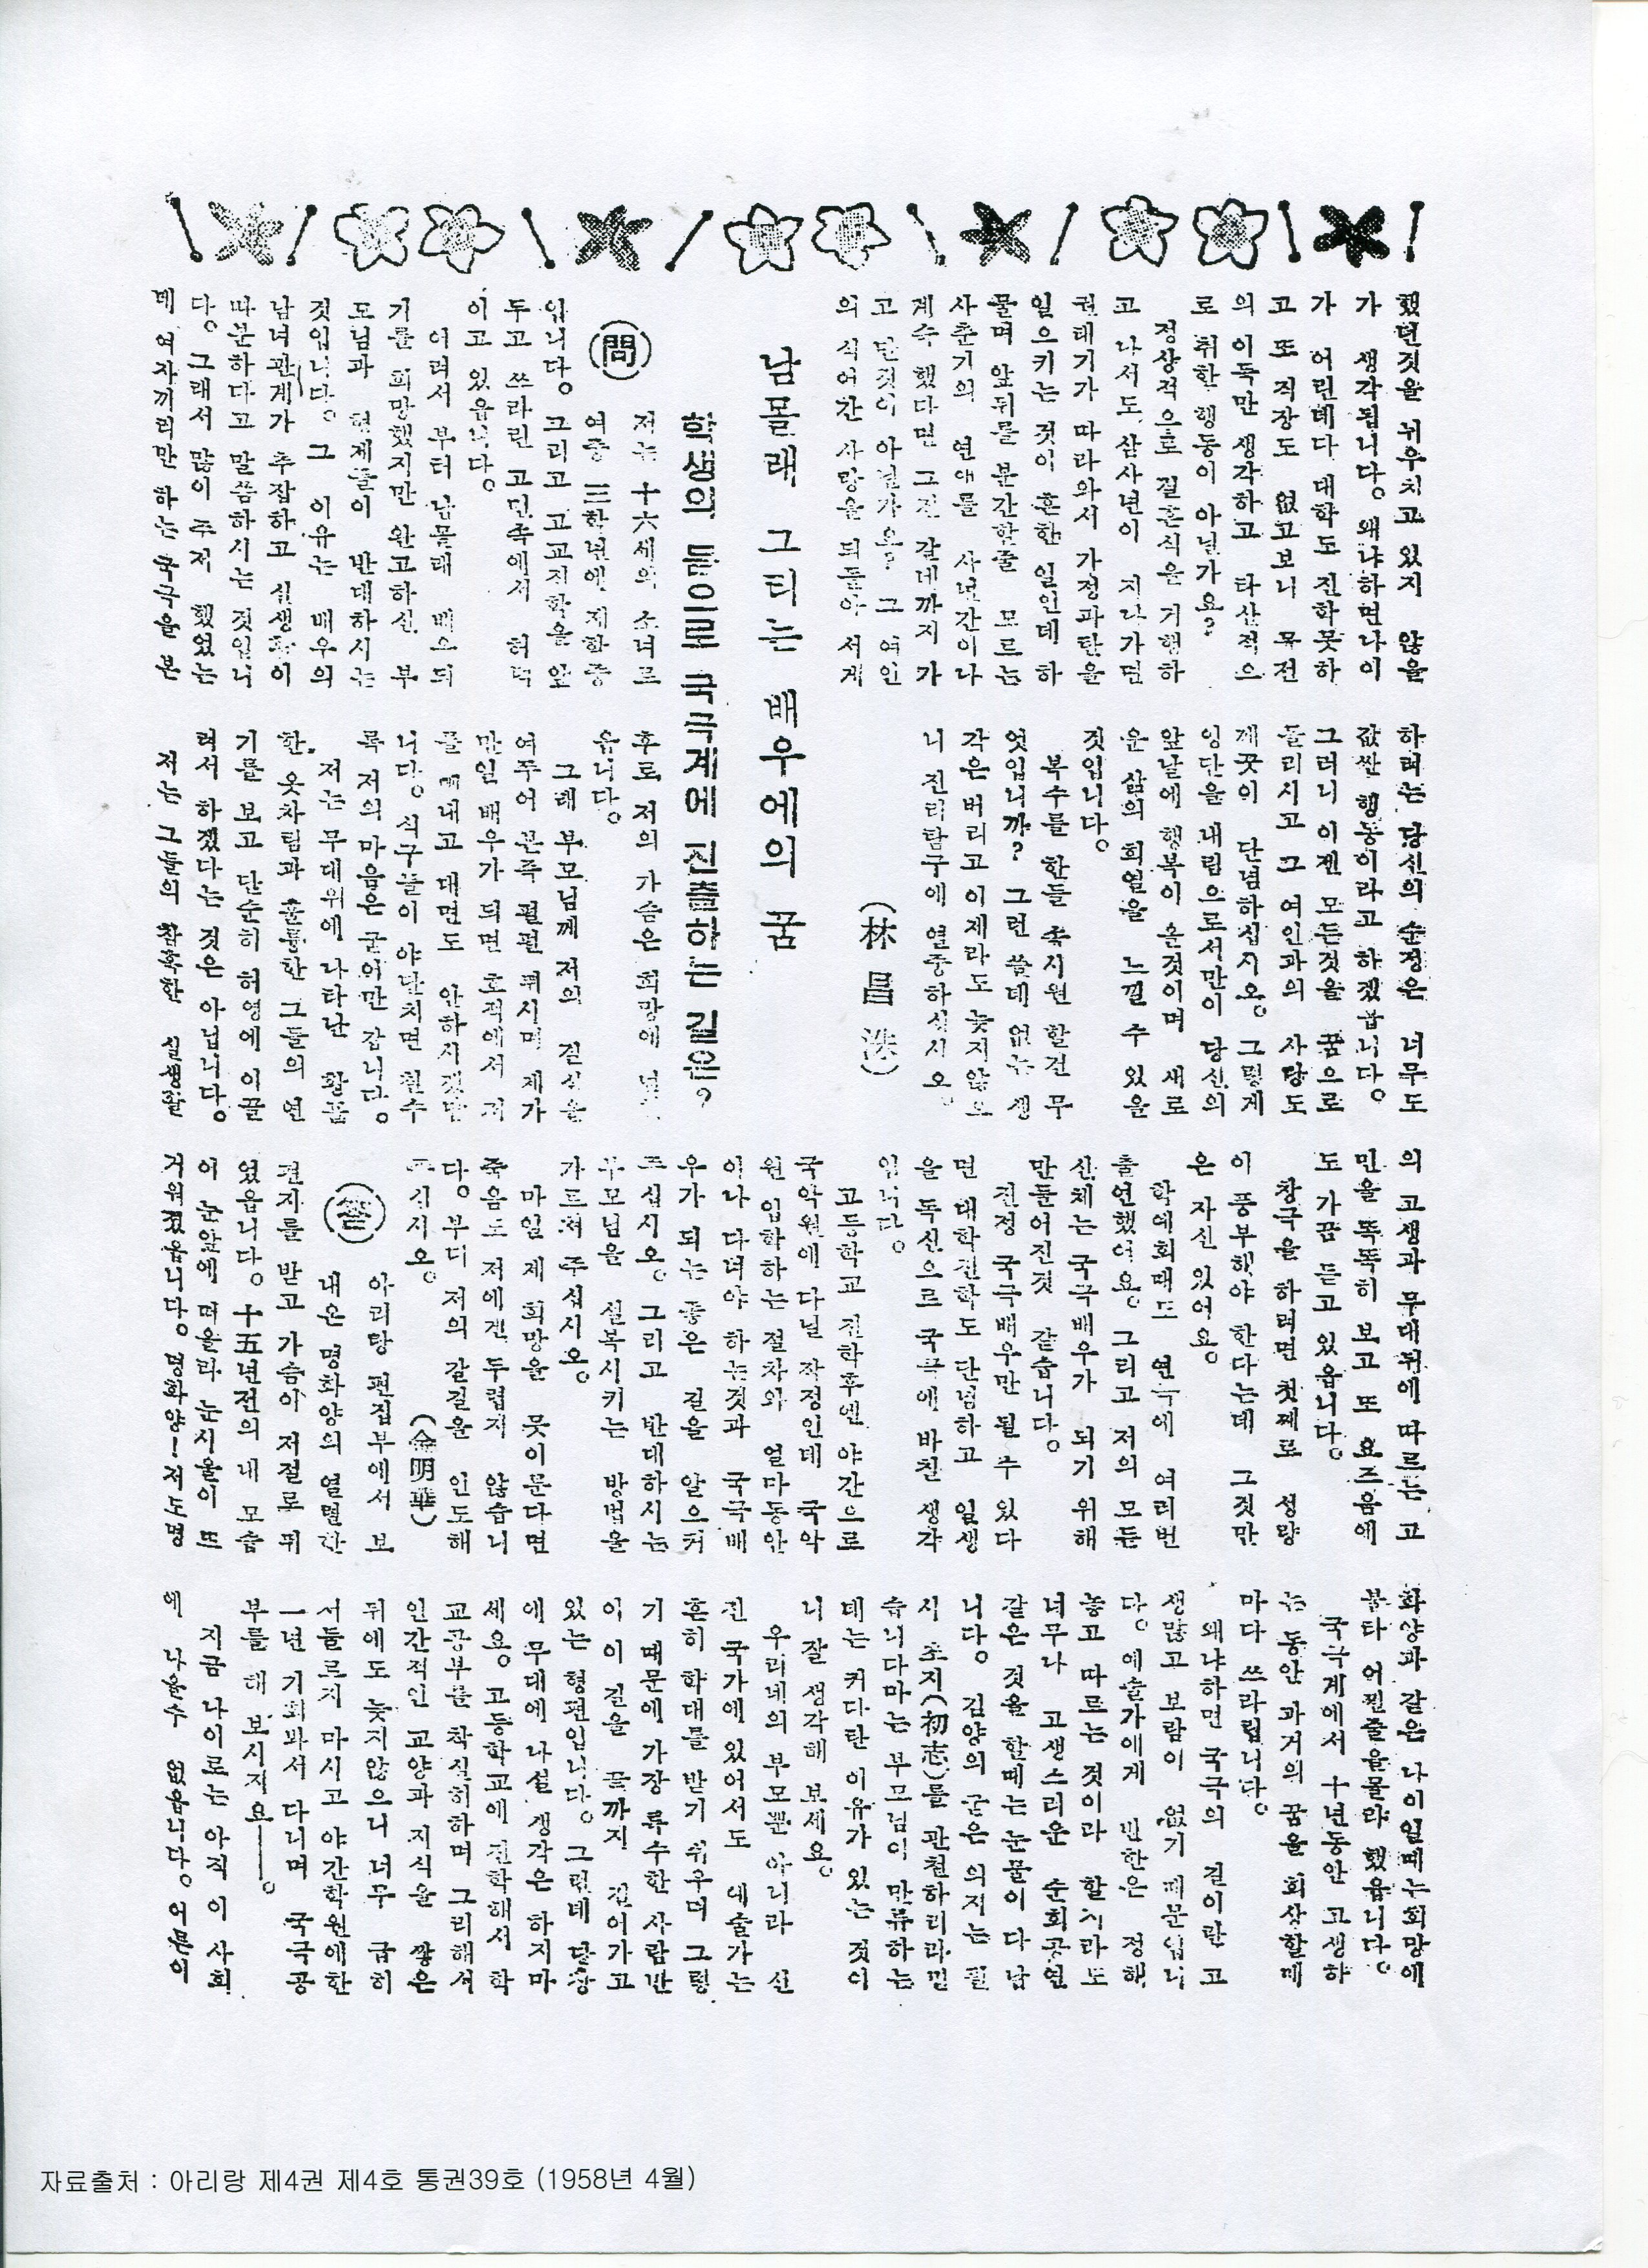 했던것을 뉘우치고 있지 않을
가 생각됩니다。 왜냐하면 나이
가 어린데다 대학도 진학못하
고 또 직장도 없고보니 목전
의 이득만 생각하고 타산적으
로 취한 행동이 아닐가요?
정상적으로 결혼식을 거행하
고 나서도 삼사년이 지나가면
권태기가 따라와서 가정파탄을
일으키는 것이 흔한 일인데 하
물며 앞뒤를 분간할줄 모르는
사춘기의 연애를 사년간이나
계속 했다면 그건 갈데까지 가
고 만것이 아닐가요? 그 여인
의 식어간 사랑을 되돌아 서게
하려는 당신의 순정은 너무도
값싼 행동이라고 하겠읍니다。
그러니 이젠 모든것을 꿈으로
돌리시고 그 여인과의 사랑도
깨끗이 단념하십시오。 그렇게
잉단을 내림으로서만이 당신의
앞날에 행복이 올것이며 새로
운 삶의 희열을 느낄 수 있을
것입니다。
복수를 한들 속시원 할건 무
엇입니까? 그런 쓸데 없는 생
각은 버리고 이제라도 늦지않으
니 진리탐구에 열중하십시오。
(林昌洙)
남몰래 그리는 배우에의 꿈
학생의 몸으로 국극계에 진출하는 길은?
(問)
저는 十六세의 소녀로
여중 三학년에 재학중
입니다。 그리고 고교진학을 앞
두고 쓰라린 고민속에서 허덕
이고 있읍니다。
어려서 부터 남몰래 배우되
기를 희망했지만 완고하신 부
모님과 형제들이 반대하시는
것입니다。 그 이유는 배우의
남녀관계가 추잡하고 실생활이
따분하다고 말씀하시는 것입니
다。 그래서 많이 주저 했었는
데 여자끼리만 하는 국극을 본
후로 저의 가슴은 희망에
읍니다。
그래 부모님께 저의 진심을
여주어 본즉 펄펄 뛰시며 제가
만일 배우가 되면 호적에서 저
를 빼내고 대면도 안하시겠답
니다。 식구들이 야단치면 칠수
록 저의 마음은 굳어만 갑니다。
저는 무대위에 나타난 황홀
한 옷차림과 훌륭한 그들의 연
기를 보고 단순히 허영에 이끌
려서 하겠다는 것은 아닙니다。
저는 그들의 참혹한 실생활
의 고생과 무대뒤에 따르는 고
민을 똑똑히 보고 또 요즈음에
도 가끔 듣고 있읍니다。
창극을 하려면 첫째로 성량
이 풍부해야 한다는데 그것만
은 자신 있어요。
학예회때도 연극에 여러번
출연했어요。 그리고 저의 모든
신체는 국극배우가 되기 위해
만들어진것 같습니다。
진정 국극배우만 될 수 있다
면 대학진학도 단념하고 일생
을 독신으로 국극에 바칠 생각
입니다。
고등학교 진학후엔 야간으로
국악원에 다닐 작정인데 국악
원 입학하는 절차와 얼마동안
이나 다녀야 하는것과 국극배
우가 되는 좋은 길을 알으켜
주십시오。 그리고 반대하시는
부모님을 설복시키는 방법을
가르쳐 주십시오。
마일 제 희망을 못이룬다면
죽음도 저에겐 두렵지 않습니
다。 부디 저의 갈길을 인도해
주십시오。
(金明華)
(答)
아리랑 편집부에서 보
내온 명화양의 열렬한
편지를 받고 가슴이 저절로 뛰
었읍니다。 十五년전의 내 모습
이 눈앞에 떠올라 눈시울이 뜨
거워졌읍니다。 명화양! 저도 명
화양과 같은 나이일때는 희망에
불타 어쩔줄을몰라 했읍니다。
국극계에서 十년동안 고생하
는 동안 과거의 꿈을 회상할때
마다 쓰라립니다。
왜냐하면 국극의 길이란 고
생많고 보람이 없기 때문입니
다。 예술가에게 빈한은 정해
놓고 따르는 것이라 할지라도
너무나 고생스러운 순회공연
같은 것을 할때는 눈물이 다 납
니다。 김양의 굳은 의지는 필
시 초지(初志)를 관철하리라믿
습니다마는 부모님이 만류하는
데는 커다란 이유가 있는 것이
니 잘 생각해 보세요。
우리네의 부모뿐 아니라 선
진 국가에 있어서도 예술가는
흔히 학대를 받기 쉬우며 그렇
기 때문에 가장 우수한 사람만
이 이 길을 끝까지 걸어가고
있는 형편입니다。 그런데 당장
에 무대에 나설 생각은 하지마
세요。 고등학교에 진학해서 학
교공부를 착실히하며 그리해서
인간적인 교양과 지식을 쌓은
뒤에도 늦지않으니 너무 급히
서둘르지 마시고 야간학원에한
一년 기회과서 다니며 국극공
부를 해 보시지요―――。
지금 나이로는 아직 이 사회
에 나올수 없읍니다。 어른이
자료출처 : 아리랑 제4권 제4호 통권39호 (1958년 4월)